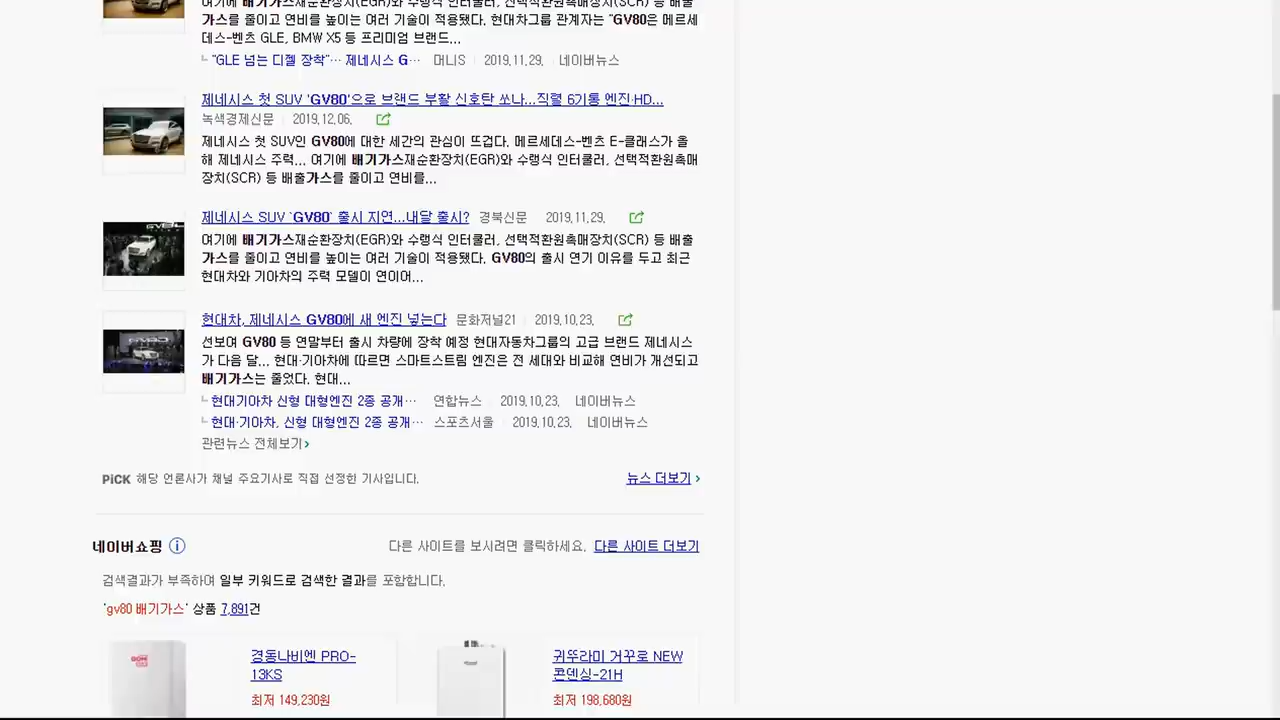 여기에 배기가스재순환장치(EGR)와 수랭식 인터쿨러, 선택적환원촉매장치(SCR) 등 배출
가스를 줄이고 연비를 높이는 여러 기술이 적용됐다. 현대차그룹 관계자는 "GV80은 메르세
데스-벤츠 GLE, BMW X5 등 프리미엄 브랜드...
"GLE 넘는 디젤 장착"… 제네시스 G… 머니S 2019.11.29. 네이버뉴스
제네시스 첫 SUV 'GV80'으로 브랜드 부활 신호탄 쏘나...직렬 6기통 엔진·HD...
녹색경제신문 2019.12.06.
제네시스 첫 SUV인 GV80에 대한 세간의 관심이 뜨겁다. 메르세데스-벤츠 E-클래스가 올
해 제네시스 주력... 여기에 배기가스재순환장치(EGR)와 수랭식 인터쿨러, 선택적환원촉매
장치(SCR) 등 배출가스를 줄이고 연비를...
제네시스 SUV `GV80` 출시 지연...내달 출시? 경북신문 2019.11.29.
여기에 배기가스재순환장치(EGR)와 수랭식 인터쿨러, 선택적환원촉매장치(SCR) 등 배출
가스를 줄이고 연비를 높이는 여러 기술이 적용됐다. GV80의 출시 연기 이유를 두고 최근
현대차와 기아차의 주력 모델이 연이어...
현대차, 제네시스 GV80에 새 엔진 넣는다 문화저널21 2019.10.23.
선보며 GV80 등 연말부터 출시 차량에 장착 예정 현대자동차그룹의 고급 브랜드 제네시스
가 다음 달... 현대·기아차에 따르면 스마트스트림 엔진은 전 세대와 비교해 연비가 개선되고
배기가스는 줄었다. 현대...
현대기아차 신형 대형엔진 2종 공개… 연합뉴스 2019.10.23. 네이버뉴스
현대·기아차, 신형 대형엔진 2종 공개… 스포츠서울 2019.10.23. 네이버뉴스
관련뉴스 전체보기
PiCK 해당 언론사가 채널 주요기사로 직접 선정한 기사입니다. 뉴스 더보기
네이버쇼핑 다른 사이트를 보시려면 클릭하세요. 다른 사이트 더보기
검색결과가 부족하여 일부 키워드로 검색한 결과를 포함합니다.
'gv80 배기가스' 상품 7,891건
경동나비엔 PRO-
13KS
최저 149,230원
귀뚜라미 거꾸로 NEW
콘덴싱-21H
최저 198,680원